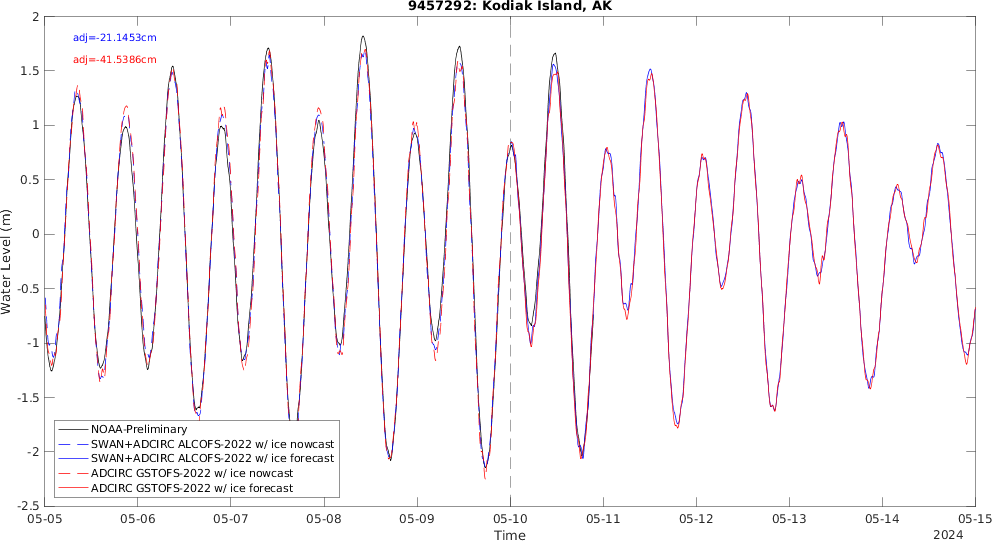 9457292: Kodiak Island, AK
adj=-21.1453cm
adj=-41.5386cm
Water Level (m)
2
1.5
1
0.5
0
-0.5
-1
-1.5
-2
-2.5
NOAA-Preliminary
SWAN+ADCIRC ALCOFS-2022 w/ ice nowcast
SWAN+ADCIRC ALCOFS-2022 w/ ice forecast
ADCIRC GSTOFS-2022 w/ ice nowcast
ADCIRC GSTOFS-2022 w/ ice forecast
05-05 05-06 05-07 05-08 05-09 05-10 05-11 05-12 05-13 05-14 05-15
Time
2024